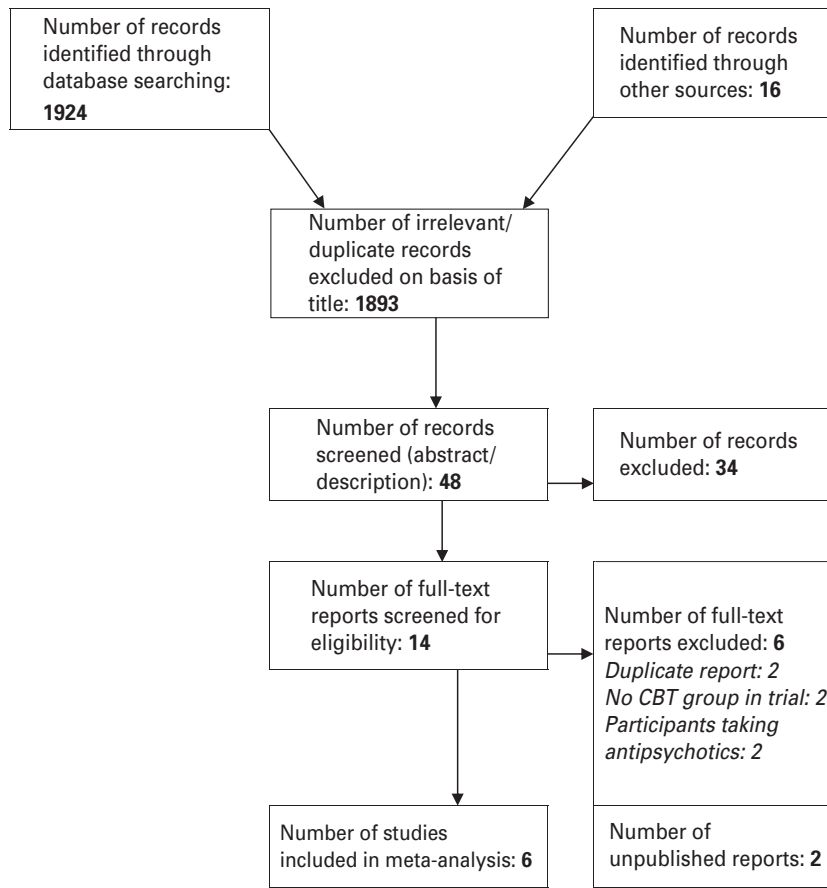 Number of records
identified through
database searching:
1924
Number of records
identified through
other sources: 16
Number of irrelevant/
duplicate records
excluded on basis of
title: 1893
Number of records
screened (abstract/
description): 48
Number of records
excluded: 34
Number of full-text
reports screened for
eligibility: 14
Number of full-text
reports excluded: 6
Duplicate report: 2
No CBT group in trial: 2
Participants taking
antipsychotics: 2
Number of studies
included in meta-analysis: 6
Number of
unpublished reports: 2